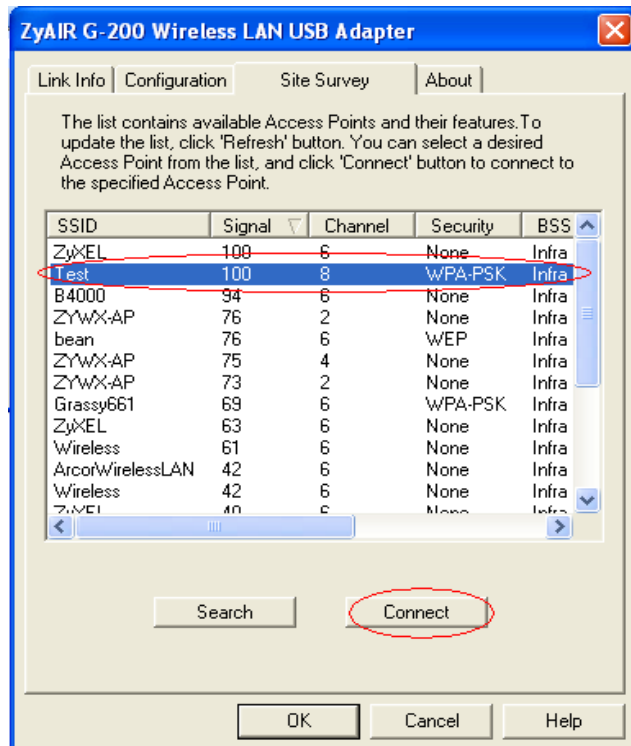 ZyAIR G-200 Wireless LAN USB Adapter
Link Info Configuration Site Survey About
The list contains available Access Points and their features.To
update the list, click 'Refresh' button. You can select a desired
Access Point from the list, and click 'Connect' button to connect to
the specified Access Point.
SSID Signal Channel Security BSS
ZyXEL 100 6 None Infra
Test 100 8 WPA-PSK Infra
B4000 94 6 None Infra
ZYWX-AP 76 2 None Infra
bean 76 6 WEP Infra
ZYWX-AP 75 4 None Infra
ZYWX-AP 73 2 None Infra
Grassy661 69 6 WPA-PSK Infra
ZyXEL 63 6 None Infra
Wireless 61 6 None Infra
ArcorWirelessLAN 42 6 None Infra
Wireless 42 6 None Infra
ZyXEL 40 6 None Infra
Search Connect
OK Cancel Help